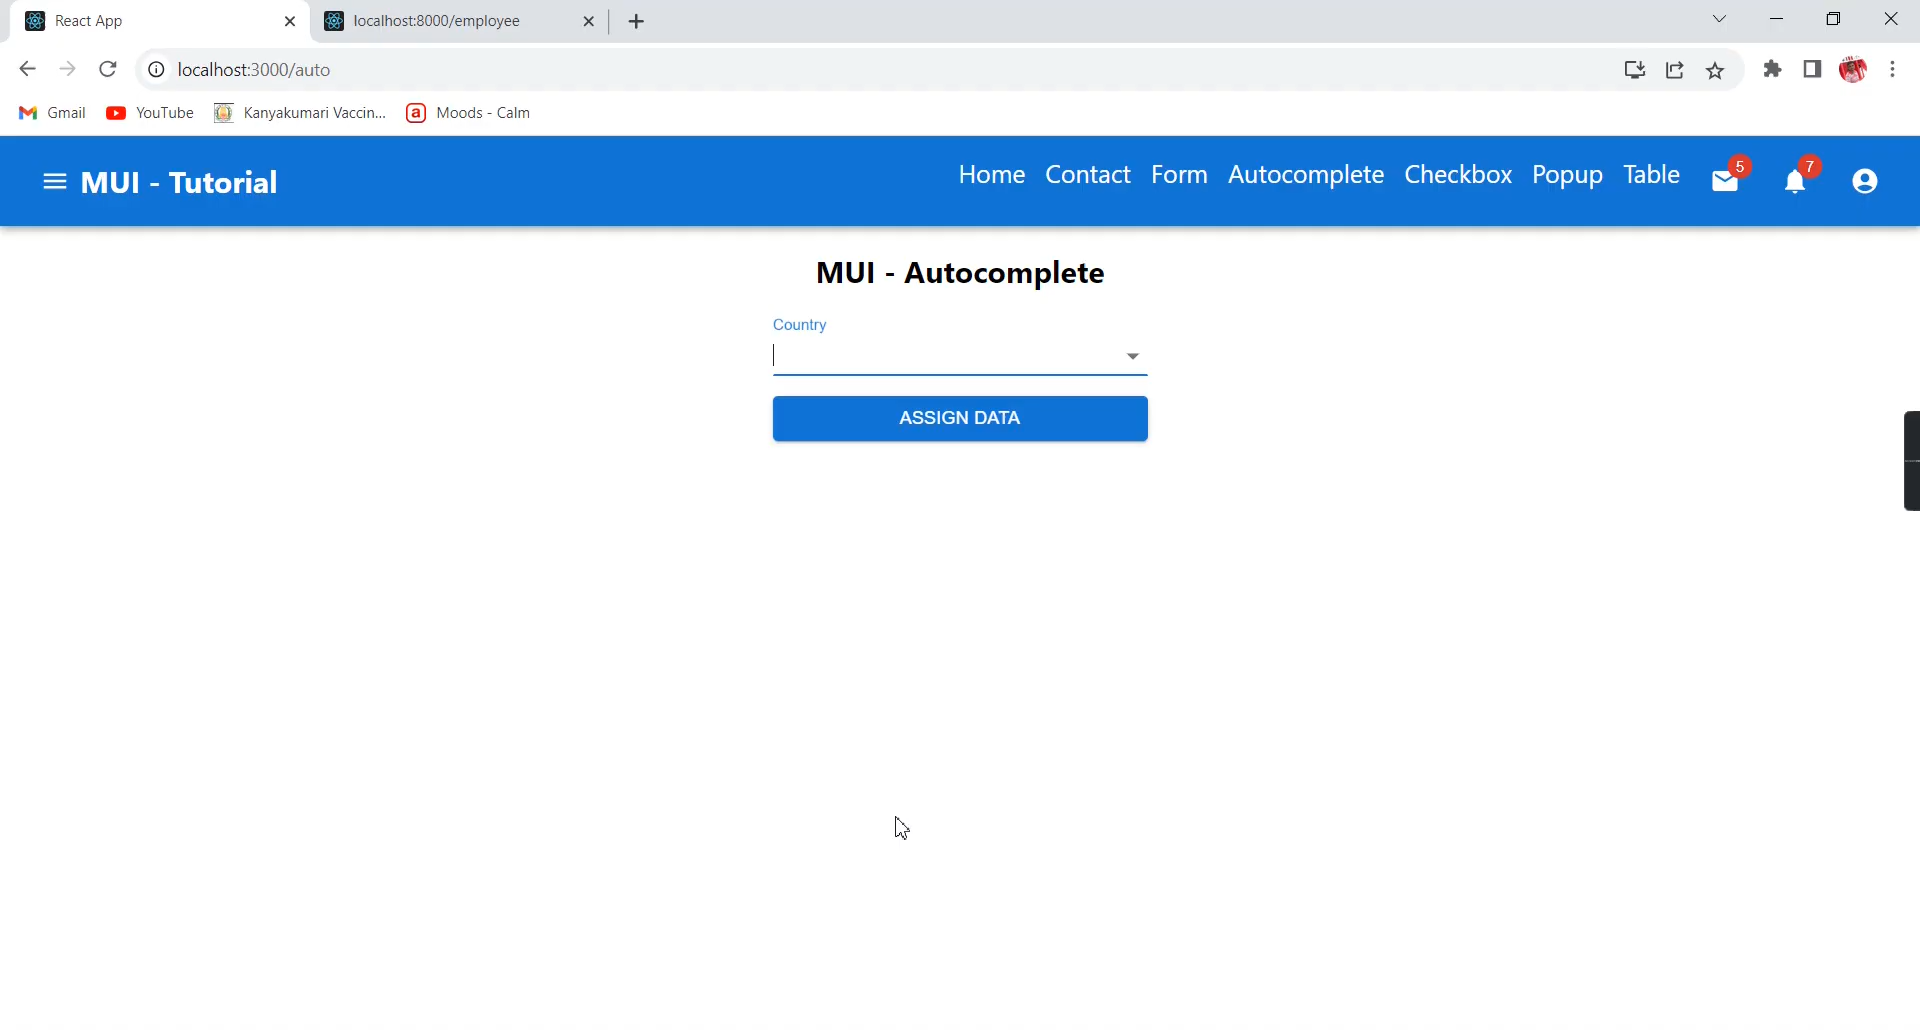 React App
localhost:8000/employee
localhost:3000/auto
Gmail
YouTube
Kanyakumari Vaccin...
a
Moods - Calm
MUI - Tutorial
Home
Contact
Form
Autocomplete
Checkbox
Popup
Table
5
7
MUI - Autocomplete
Country
ASSIGN DATA